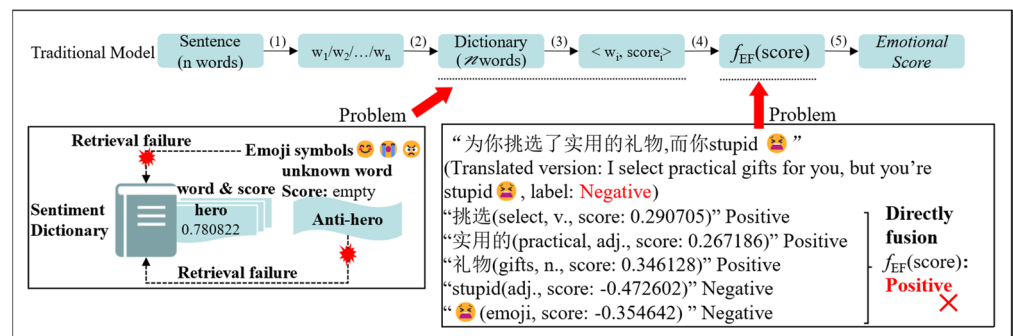 Traditional Model
Sentence
(n words)
(1)
w1/w2/…/wn
(2)
Dictionary
(𝒩 words)
(3)
< wi, scorei>
(4)
fEF(score)
(5)
Emotional
Score
Problem
Problem
Retrieval failure
Emoji symbols 😊 😭 😠
unknown word
Score: empty
word & score
hero
0.780822
Anti-hero
Sentiment
Dictionary
Retrieval failure
“为你挑选了实用的礼物,而你stupid 😫 ”
(Translated version: I select practical gifts for you, but you’re
stupid 😫 , label: Negative)
“挑选(select, v., score: 0.290705)” Positive
“实用的(practical, adj., score: 0.267186)” Positive
“礼物(gifts, n., score: 0.346128)” Positive
“stupid(adj., score: -0.472602)” Negative
“ 😫 (emoji, score: -0.354642) ” Negative
Directly
fusion
fEF(score):
Positive